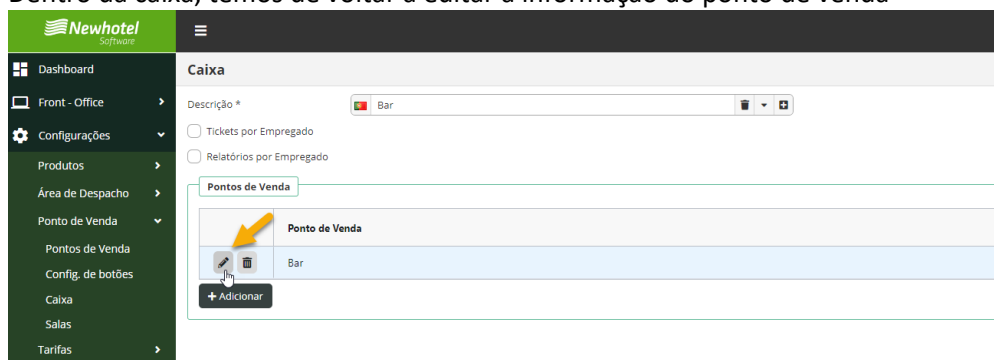 Dentro da caixa, temos de voltar a editar a informação do ponto de venda
Newhotel
Software
Dashboard
Front - Office
Configurações
Produtos
Área de Despacho
Ponto de Venda
Pontos de Venda
Config. de botões
Caixa
Salas
Tarifas
Caixa
Descrição *
Bar
Tickets por Empregado
Relatórios por Empregado
Pontos de Venda
Ponto de Venda
Bar
+ Adicionar